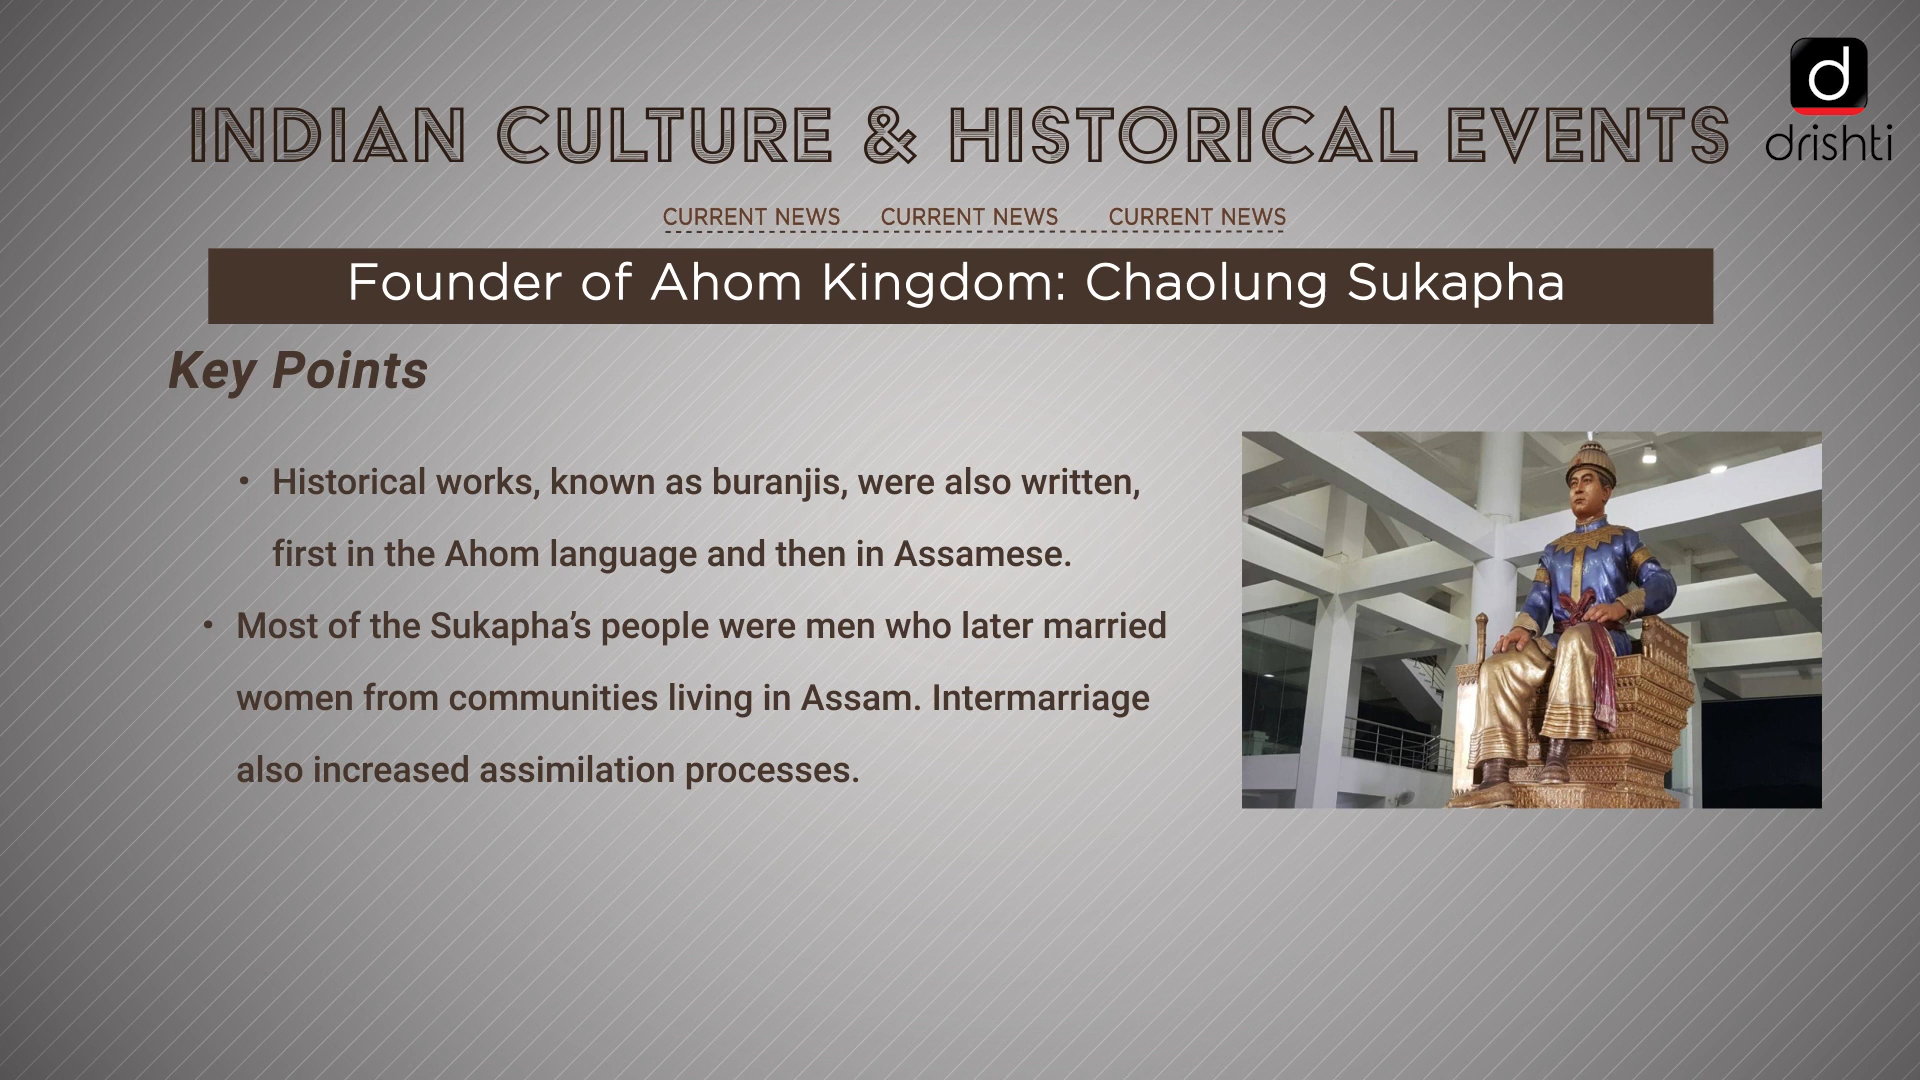 INDIAN CULTURE & HISTORICAL EVENTS
d
drishti
CURRENT NEWS CURRENT NEWS CURRENT NEWS
Founder of Ahom Kingdom: Chaolung Sukapha
Key Points
• Historical works, known as buranjis, were also written,
first in the Ahom language and then in Assamese.
• Most of the Sukapha’s people were men who later married
women from communities living in Assam. Intermarriage
also increased assimilation processes.